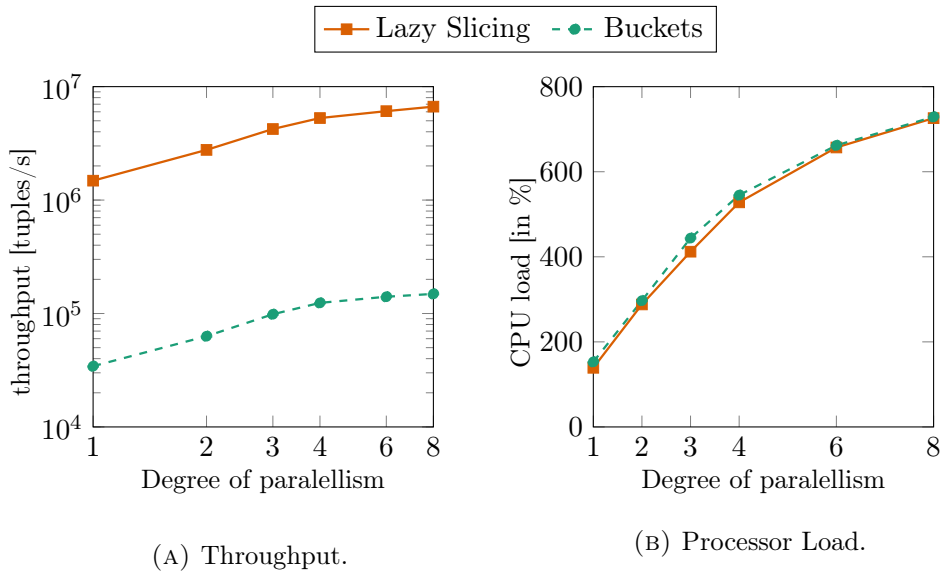 Lazy Slicing Buckets
throughput [tuples/s]
10^7
10^6
10^5
10^4
1 2 3 4 6 8
Degree of paralellism
(A) Throughput.
CPU load [in %]
800
600
400
200
0
1 2 3 4 6 8
Degree of paralellism
(B) Processor Load.